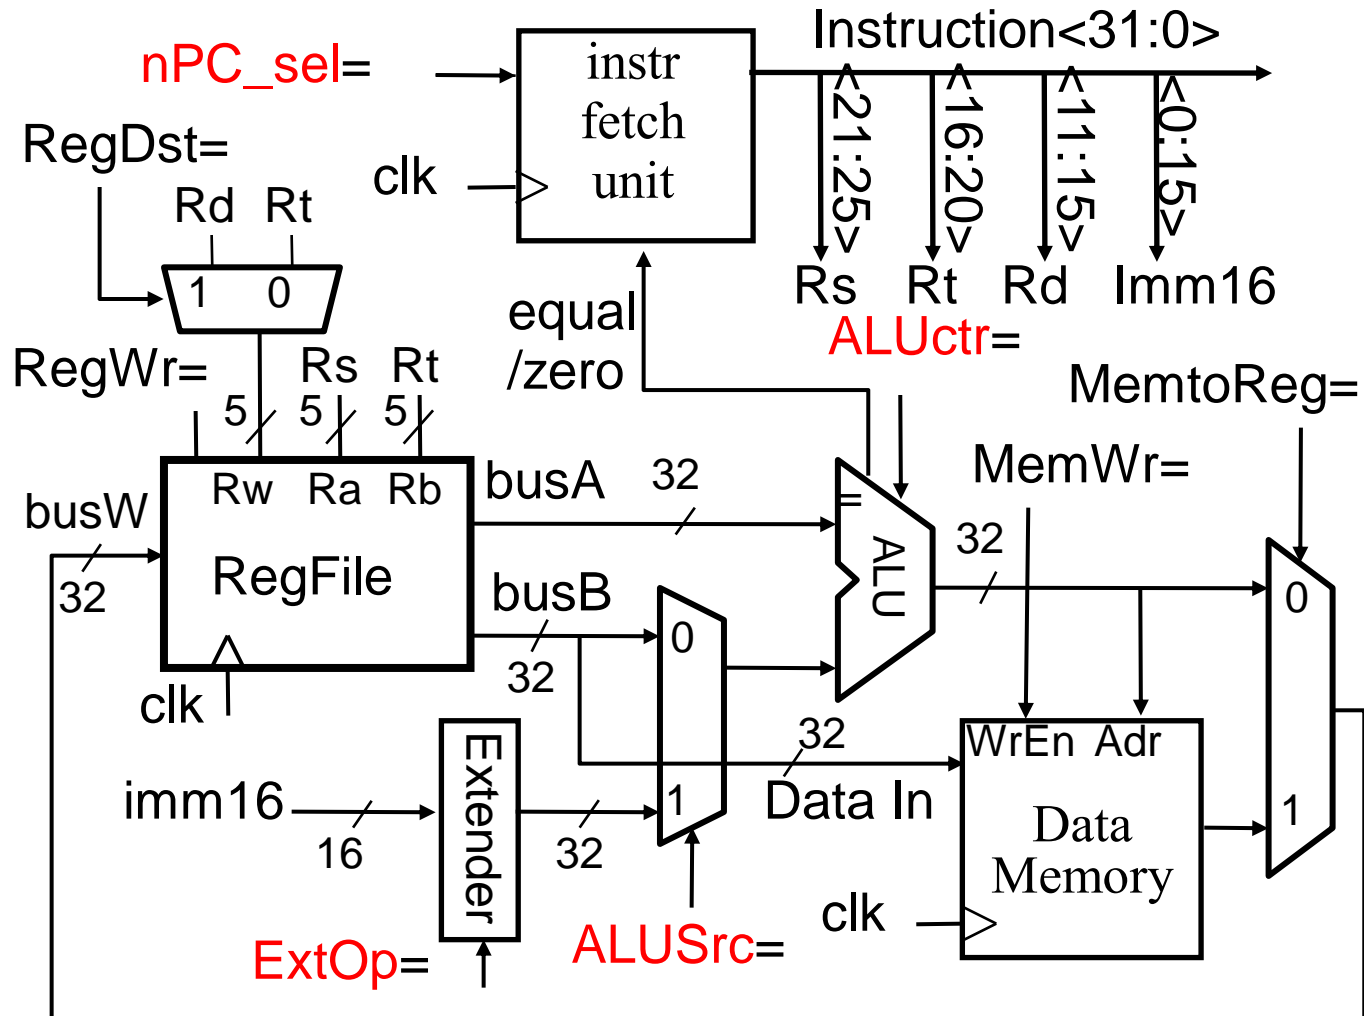 Instruction<31:0>
nPC_sel=
instr
fetch
unit
<21:25>
<16:20>
<11:15>
<0:15>
RegDst=
clk
Rd Rt
1 0
Rs Rt Rd Imm16
equal
/zero
ALUctr=
RegWr=
Rs Rt
5 5 5
MemtoReg=
MemWr=
Rw Ra Rb
busA
32
busW
32
=
ALU
32
RegFile
busB
32
0
0
clk
Extender
WrEn Adr
32
imm16
16
32
1
Data In
Data
Memory
1
clk
ExtOp=
ALUSrc=